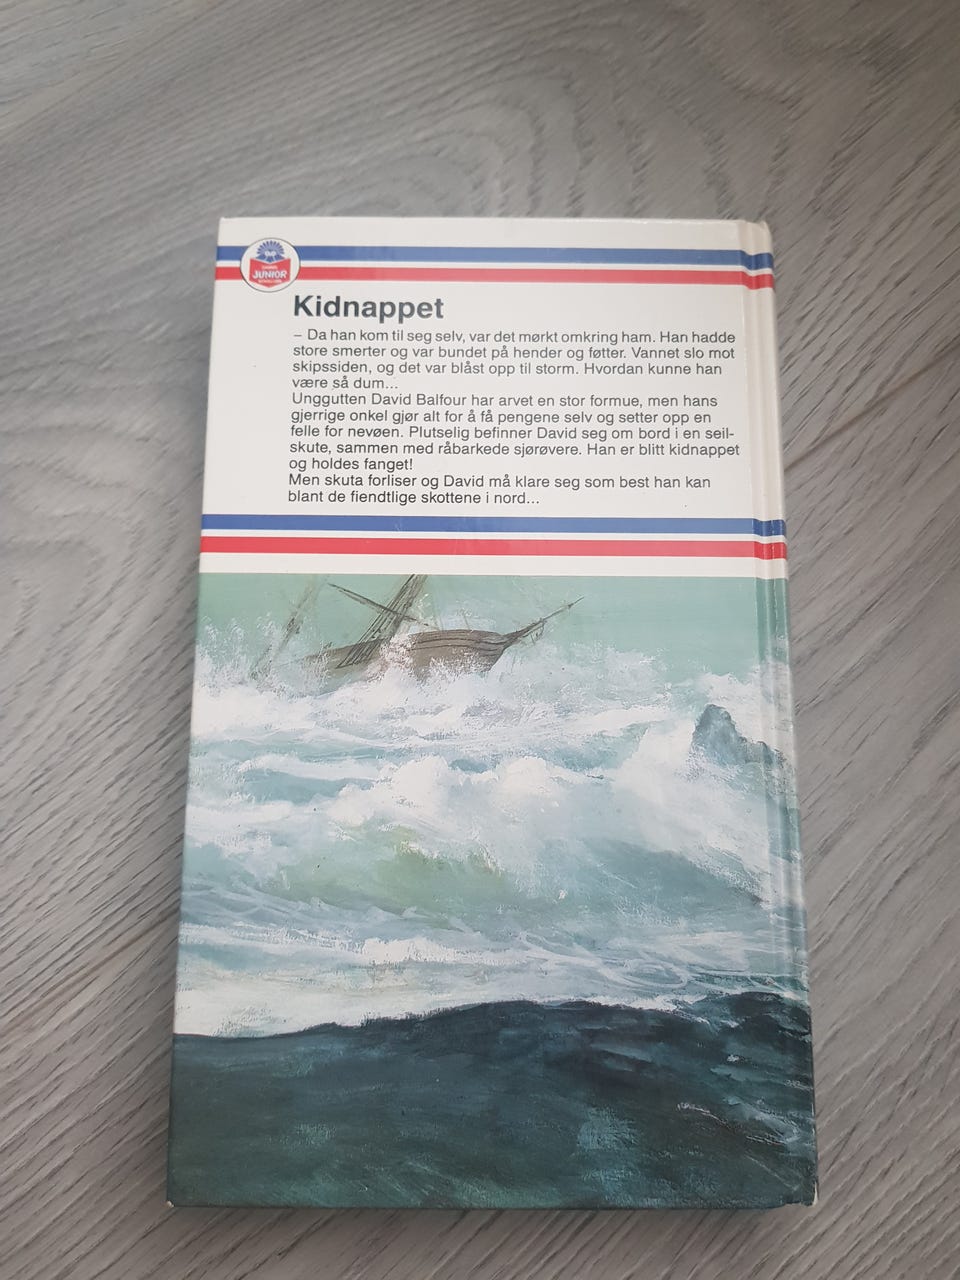 JUNIOR
Kidnappet
– Da han kom til seg selv, var det mørkt omkring ham. Han hadde
store smerter og var bundet på hender og føtter. Vannet slo mot
skipssiden, og det var blåst opp til storm. Hvordan kunne han
være så dum...
Unggutten David Balfour har arvet en stor formue, men hans
gjerrige onkel gjør alt for å få pengene selv og setter opp en
felle for nevøen. Plutselig befinner David seg om bord i en seil-
skute, sammen med råbarkede sjørøvere. Han er blitt kidnappet
og holdes fanget!
Men skuta forliser og David må klare seg som best han kan
blant de fiendtlige skottene i nord...